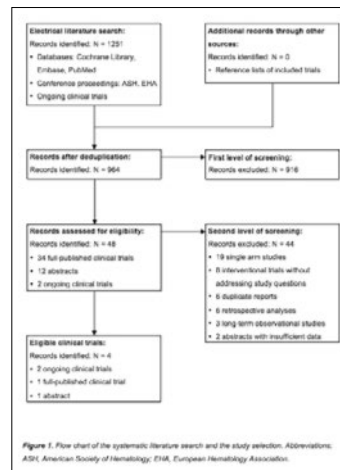 Electrical literature search:
Records identified: N = 1251
• Databases: Cochrane Library,
Embase, PubMed
• Conference proceedings: ASH, EHA
• Ongoing clinical trials
Additional records through other
sources:
Records identified: N = 0
• Reference lists of included trials
Records after deduplication:
Records identified: N = 964
First level of screening:
Records excluded: N = 916
Records assessed for eligibility:
Records identified: N = 48
• 34 full-published clinical trials
• 12 abstracts
• 2 ongoing clinical trials
Second level of screening:
Records excluded: N = 44
• 19 single arm studies
• 8 interventional trials without
addressing study questions
• 6 duplicate reports
• 6 retrospective analyses
• 3 long-term observational studies
• 2 abstracts with insufficient data
Eligible clinical trials:
Records identified: N = 4
• 2 ongoing clinical trials
• 1 full-published clinical trial
• 1 abstract
Figure 1. Flow chart of the systematic literature search and the study selection. Abbreviations:
ASH, American Society of Hematology; EHA, European Hematology Association.